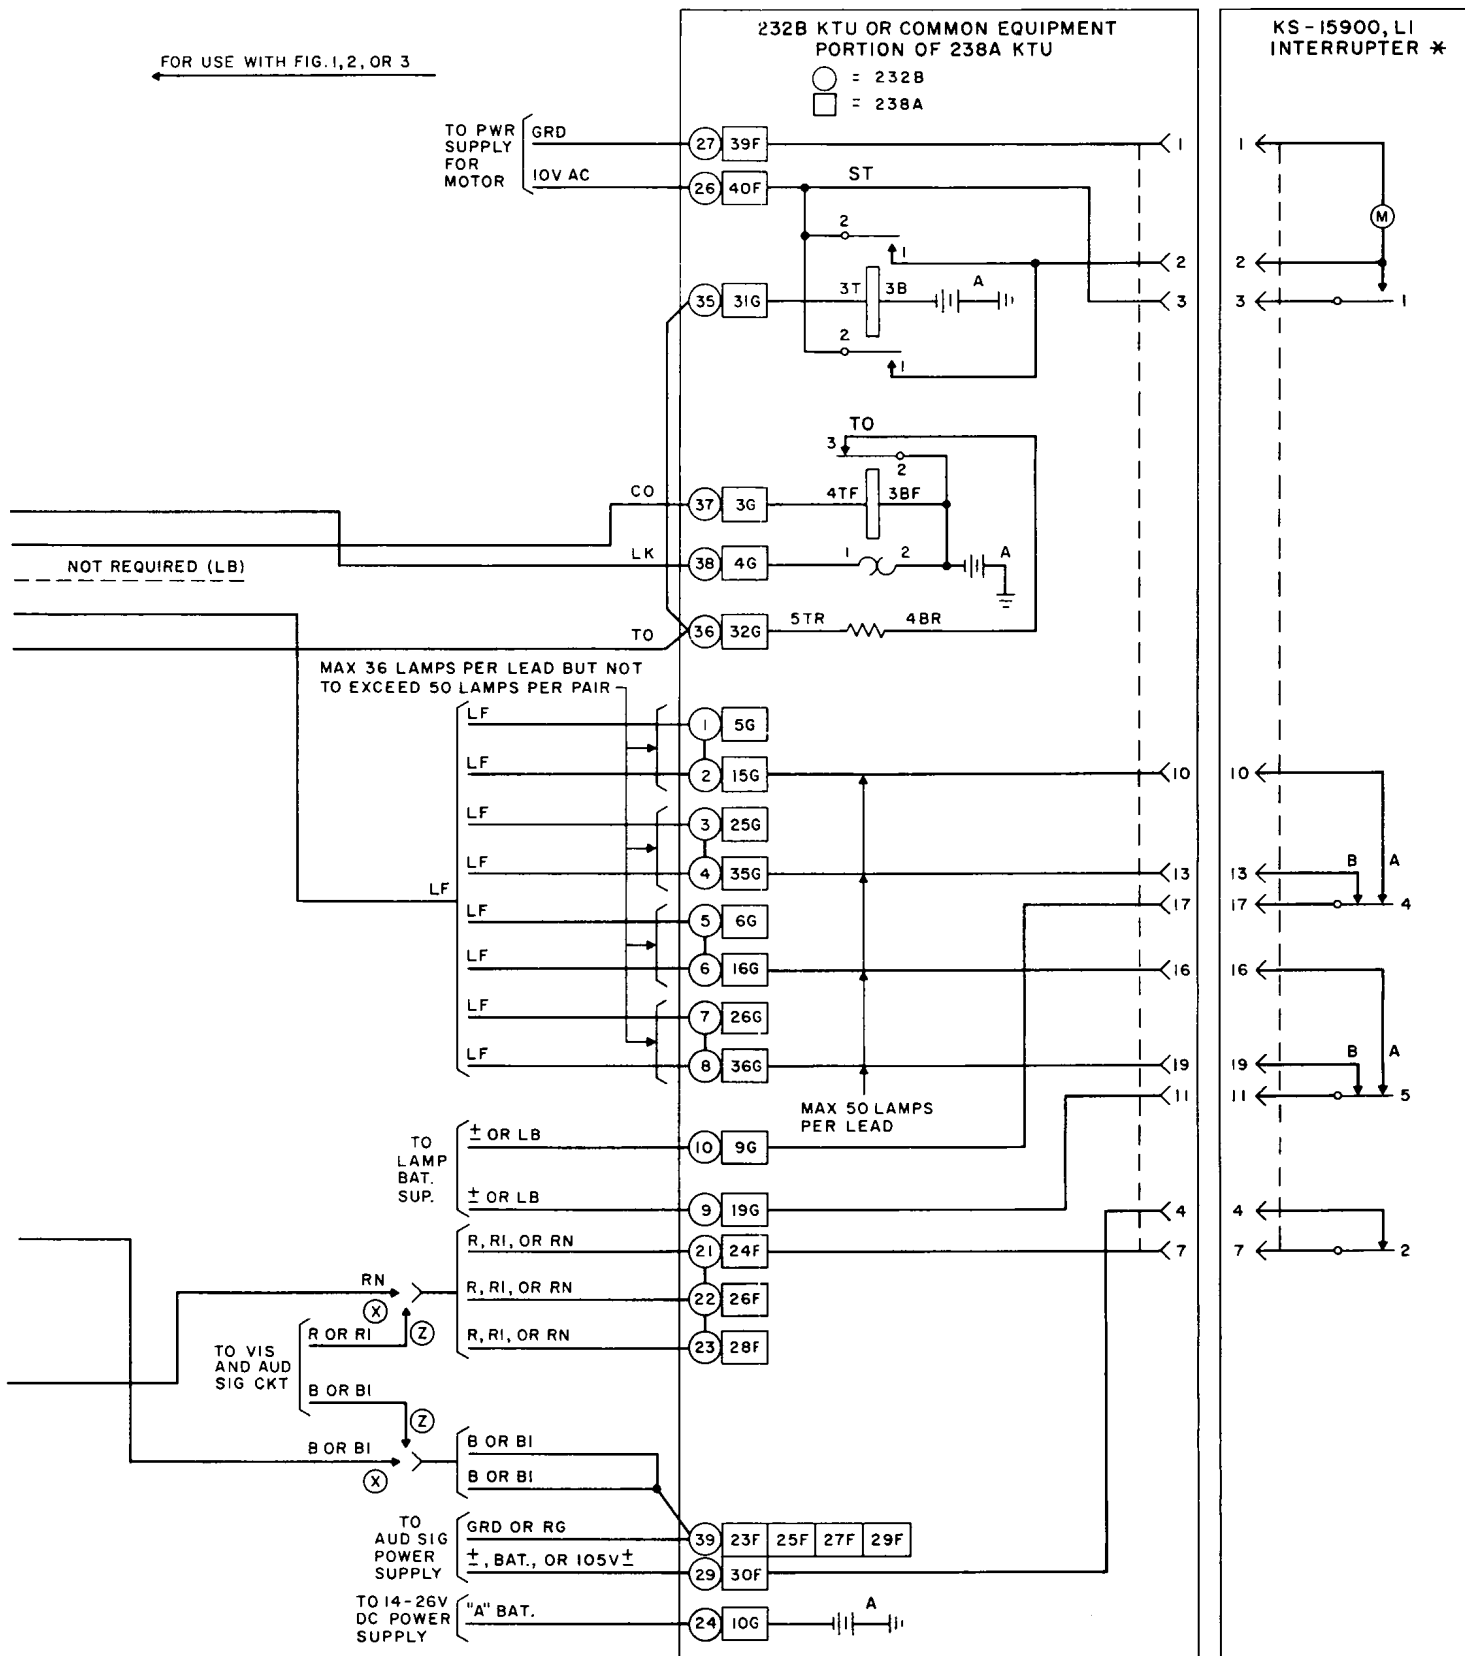 232B KTU OR COMMON EQUIPMENT
PORTION OF 238A KTU
KS-15900, L1
INTERRUPTER *
FOR USE WITH FIG. 1, 2, OR 3
= 232B
= 238A
TO PWR
SUPPLY
FOR
MOTOR
GRD
27 39F
1 1
10V AC
26 40F
ST
M
2
1
2 2
35 31G
3T 3B
A
3 3
1
2
1
TO
3
2
CO
37 3G
4TF 3BF
LK
38 4G
1 2
A
NOT REQUIRED (LB)
TO
36 32G
5TR 4BR
MAX 36 LAMPS PER LEAD BUT NOT
TO EXCEED 50 LAMPS PER PAIR
LF
1 5G
LF
2 15G
10 10
LF
3 25G
LF
4 35G
13 13
B A
LF
17 17
4
LF
5 6G
LF
6 16G
16 16
LF
7 26G
LF
8 36G
19 19
B A
11 11
5
MAX 50 LAMPS
PER LEAD
TO
LAMP
BAT.
SUP.
± OR LB
10 9G
± OR LB
9 19G
4 4
R, R1, OR RN
21 24F
7 7
2
RN
X
R, R1, OR RN
22 26F
R OR R1
Z
R, R1, OR RN
23 28F
TO VIS
AND AUD
SIG CKT
B OR B1
Z
B OR B1
X
B OR B1
B OR B1
TO
AUD SIG
POWER
SUPPLY
GRD OR RG
39 23F 25F 27F 29F
±, BAT., OR 105V ±
29 30F
TO 14-26V
DC POWER
SUPPLY
"A" BAT.
24 10G
A